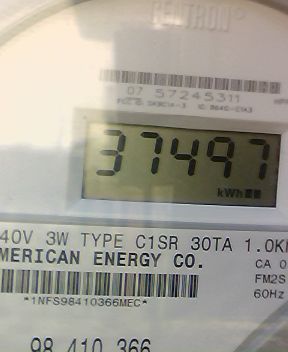 CENTRON®
07 57245311
37497
kWh
40V 3W TYPE C1SR 30TA 1.0K
MERICAN ENERGY CO.
CA 0
FM2S
60Hz
*1NFS98410366MEC*
98 410 366